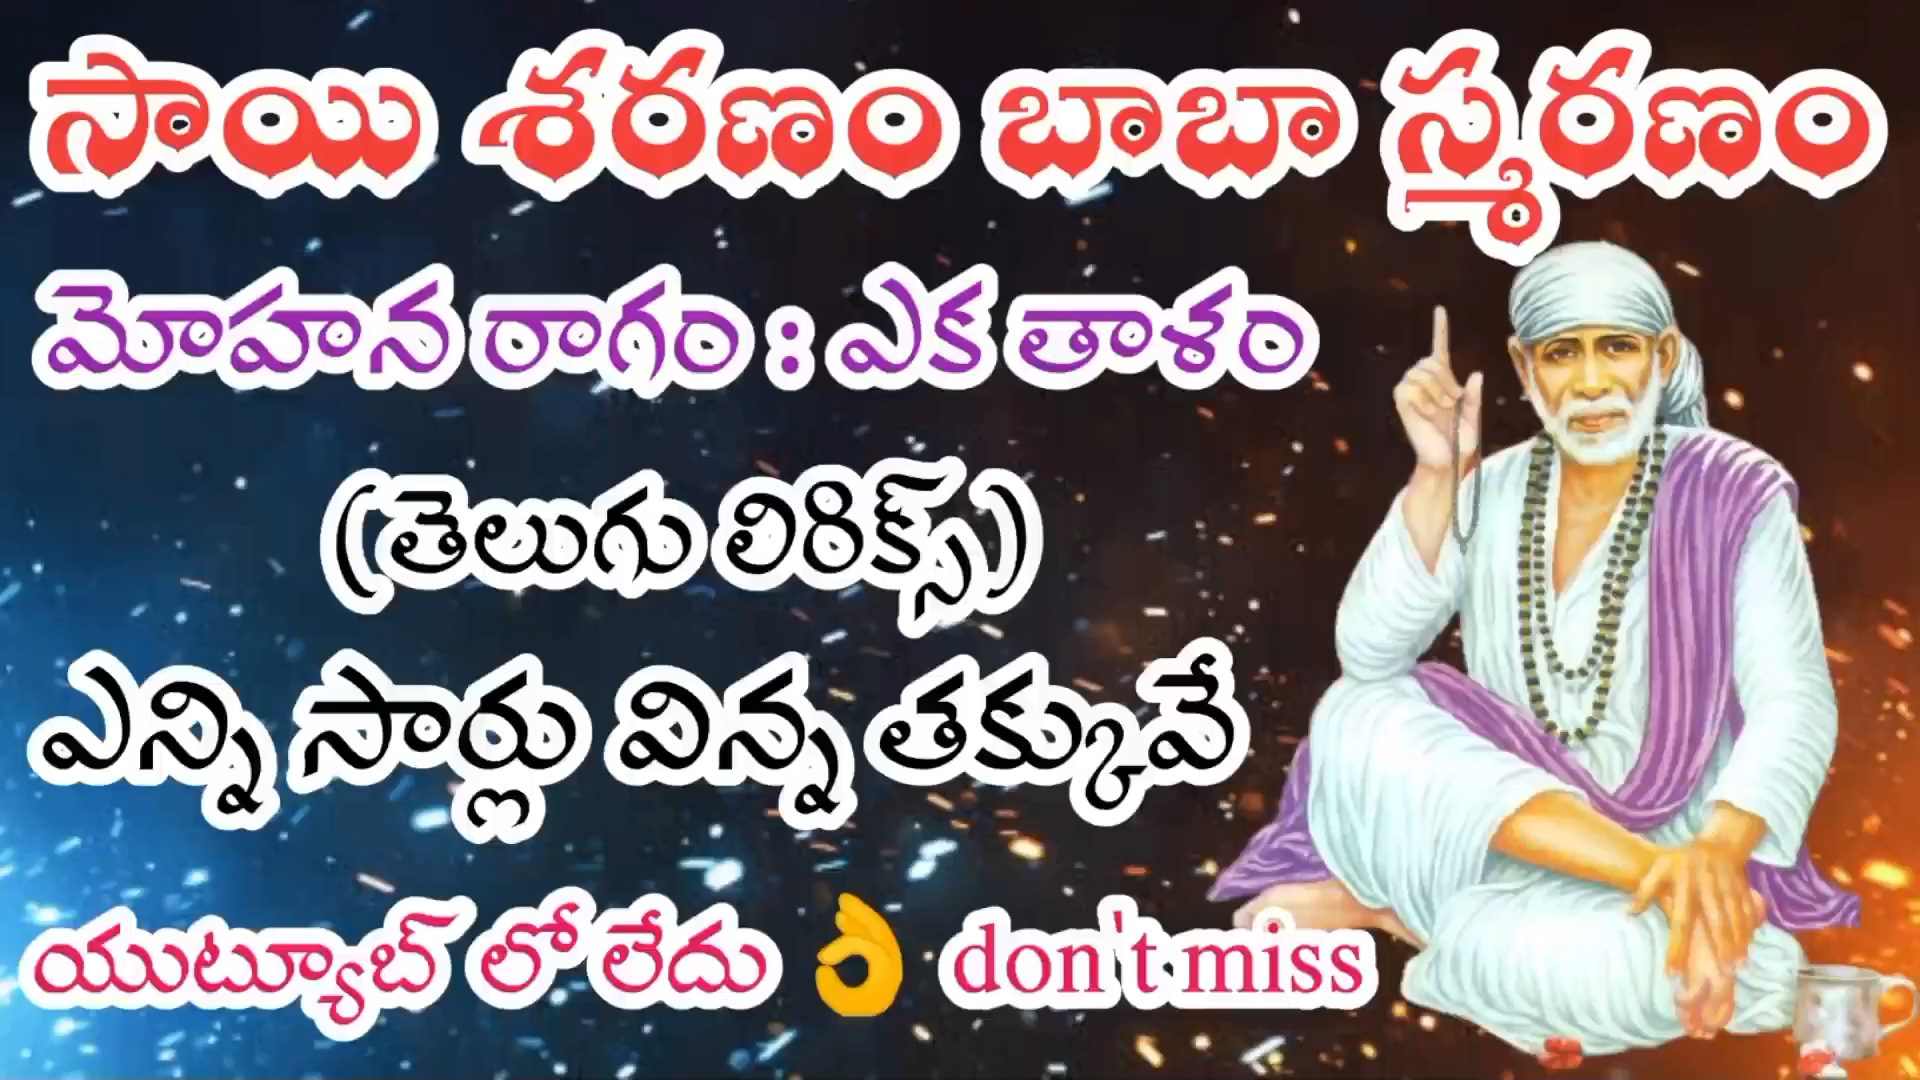 సాయి శరణం బాబా స్మరణం
మోహన రాగం : ఎక తాళం
(తెలుగు లిరిక్స్)
ఎన్ని సార్లు విన్న తక్కువే
యుట్యూబ్ లో లేదు 👌 don't miss